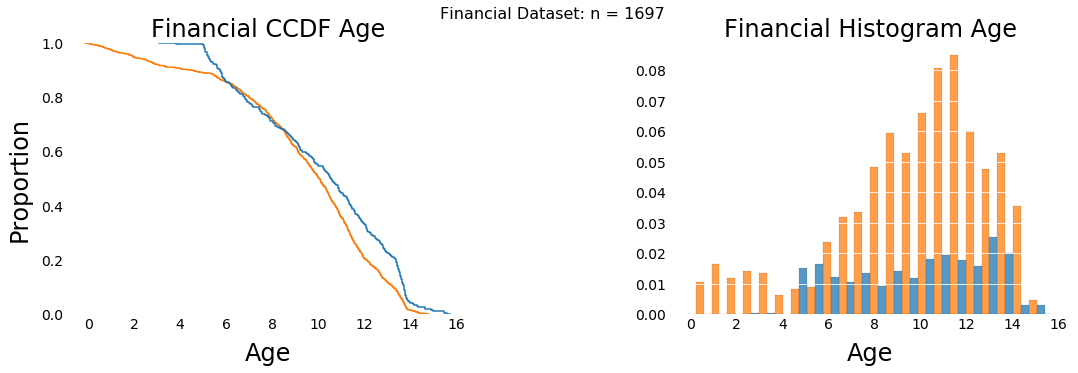 Financial Dataset: n = 1697
Financial CCDF Age
Proportion
1.0
0.8
0.6
0.4
0.2
0.0
0 2 4 6 8 10 12 14 16
Age
Financial Histogram Age
0.08
0.07
0.06
0.05
0.04
0.03
0.02
0.01
0.00
0 2 4 6 8 10 12 14 16
Age